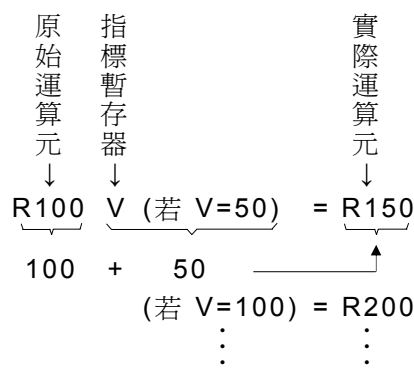 原始運算元
指標暫存器
實際運算元
↓ ↓ ↓
R100 V (若 V=50) = R150
100 + 50
(若 V=100) = R200